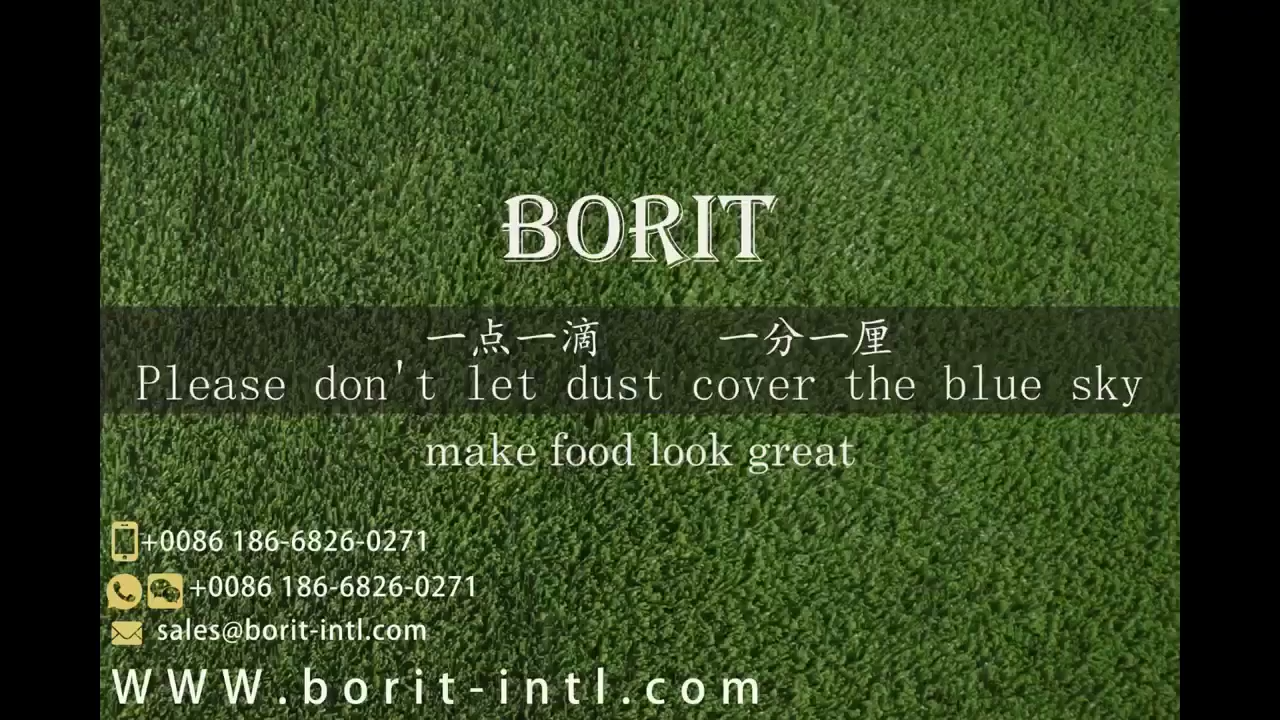 BORIT
一点一滴 一分一厘
Please don't let dust cover the blue sky
make food look great
+0086 186-6826-0271
+0086 186-6826-0271
sales@borit-intl.com
WWW.borit-intl.com